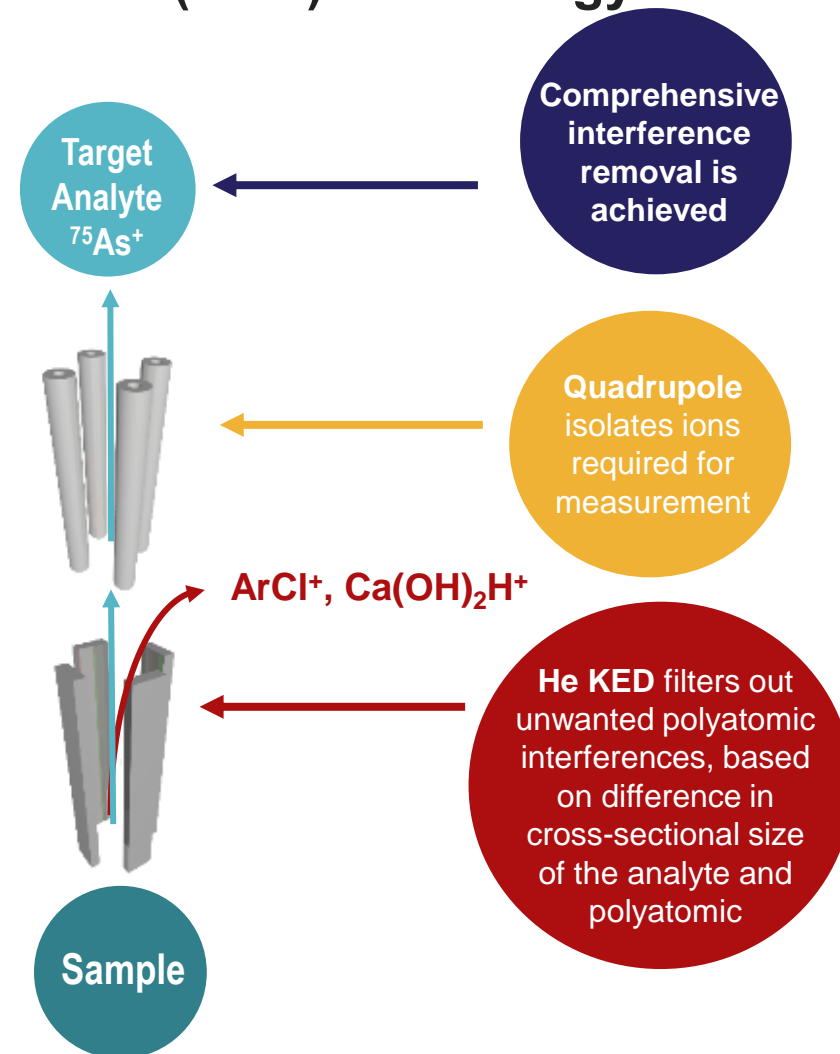 Comprehensive
interference
removal is
achieved
Target
Analyte
⁷⁵As⁺
Quadrupole
isolates ions
required for
measurement
ArCl⁺, Ca(OH)₂H⁺
He KED filters out
unwanted polyatomic
interferences, based
on difference in
cross-sectional size
of the analyte and
polyatomic
Sample